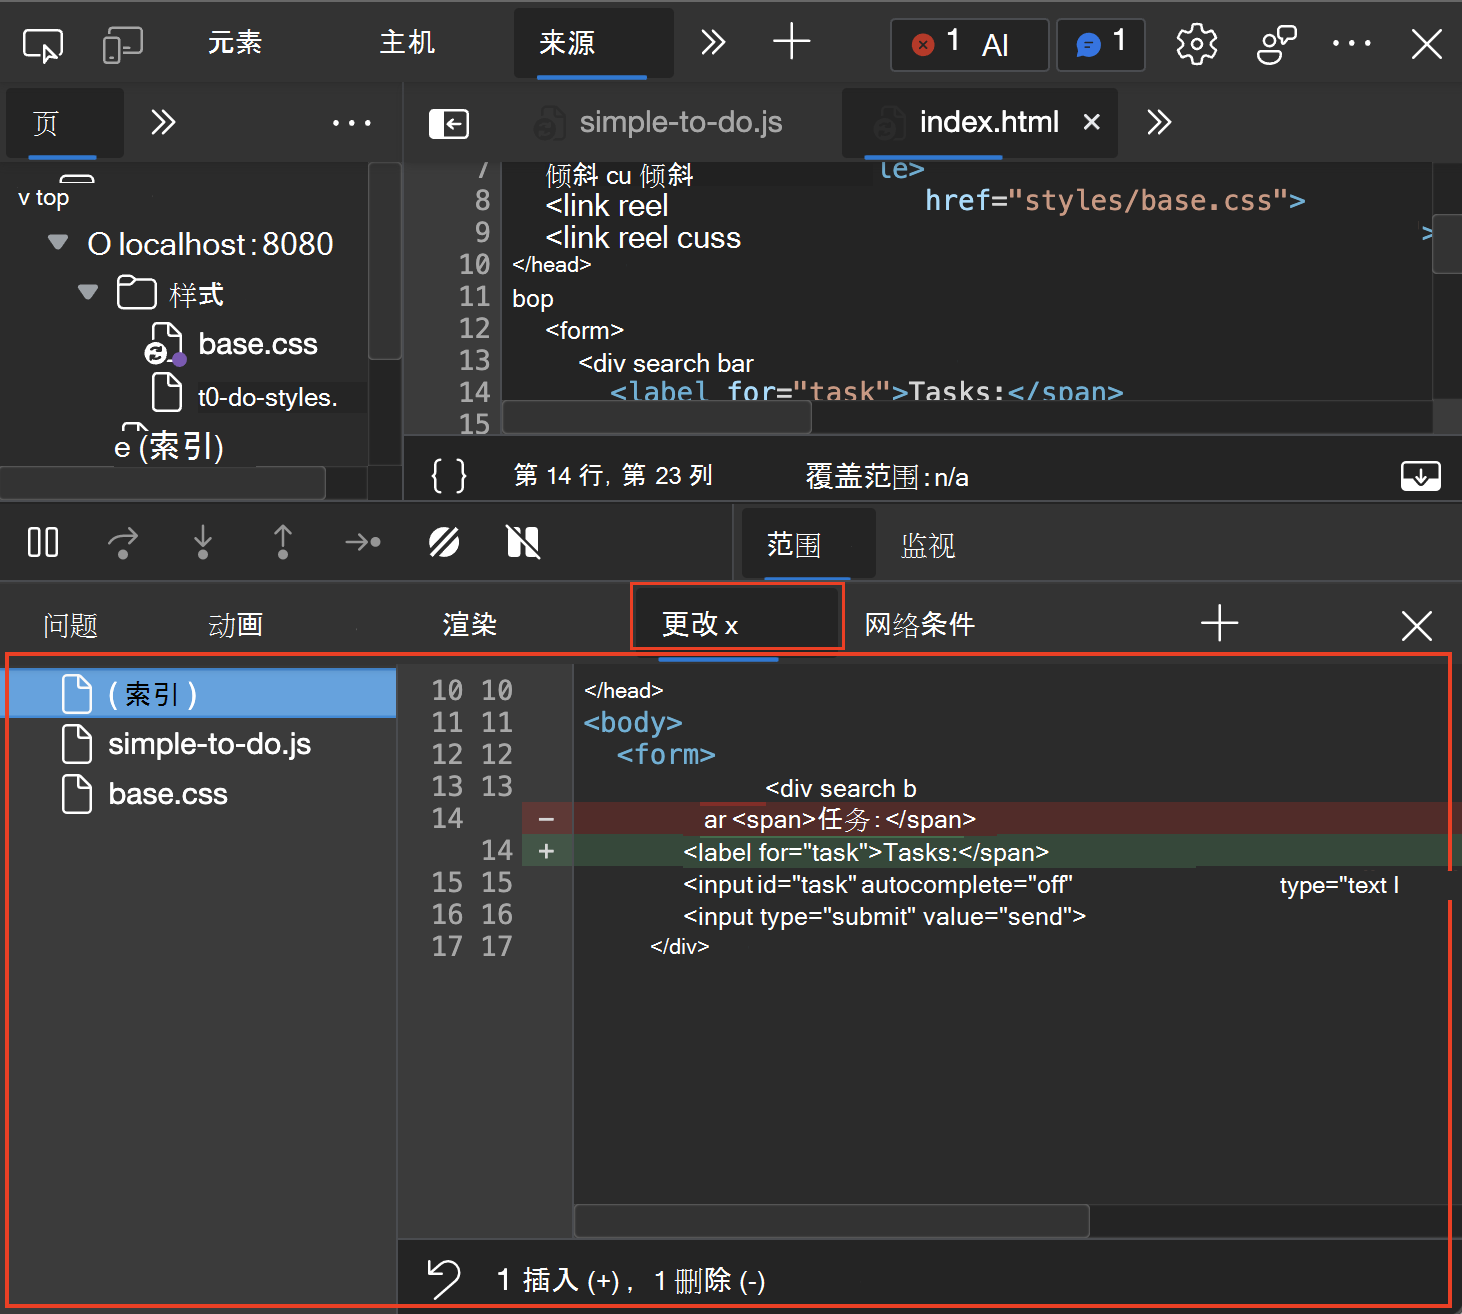 元素 主机 来源 1 AI 1
页
simple-to-do.js index.html
v top
O localhost:8080
样式
base.css
t0-do-styles.
e (索引)
7 倾斜 cu 倾斜 le>
8 <link reel href="styles/base.css">
9 <link reel cuss >
10 </head>
11 bop
12 <form>
13 <div search bar
14 <label for="task">Tasks:</span>
15
{ } 第 14 行, 第 23 列 覆盖范围:n/a
范围 监视
问题 动画 渲染 更改 x 网络条件
(索引)
simple-to-do.js
base.css
10 10 </head>
11 11 <body>
12 12 <form>
13 13 <div search b
14 - ar <span>任务:</span>
14 + <label for="task">Tasks:</span>
15 15 <input id="task" autocomplete="off" type="text l
16 16 <input type="submit" value="send">
17 17 </div>
1 插入 (+), 1 删除 (-)